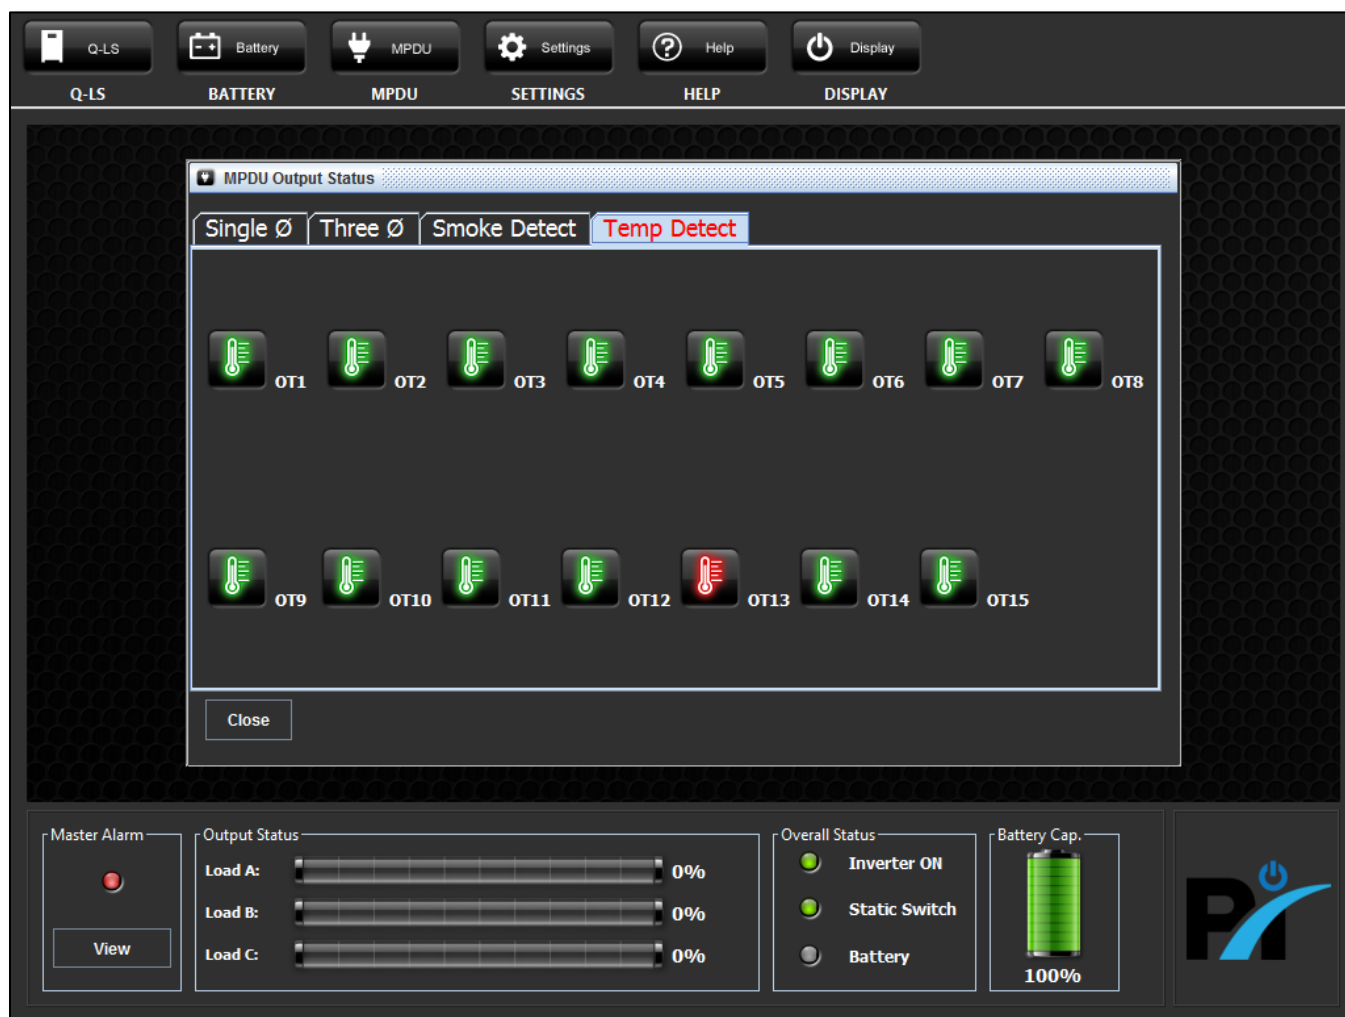 Q-LS Battery MPDU Settings Help Display
Q-LS BATTERY MPDU SETTINGS HELP DISPLAY
MPDU Output Status
Single Ø Three Ø Smoke Detect Temp Detect
OT1 OT2 OT3 OT4 OT5 OT6 OT7 OT8
OT9 OT10 OT11 OT12 OT13 OT14 OT15
Close
Master Alarm
View
Output Status
Load A: 0%
Load B: 0%
Load C: 0%
Overall Status
Inverter ON
Static Switch
Battery
Battery Cap.
100%
Pi